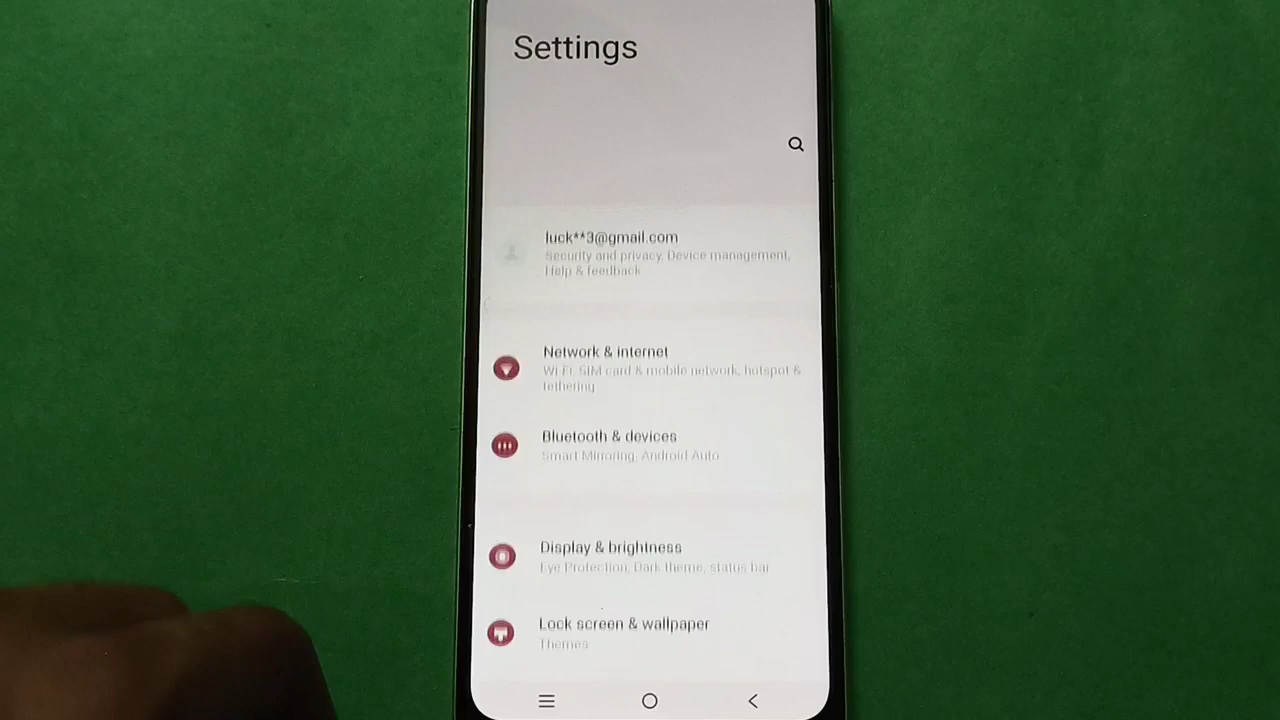 Settings
luck**3@gmail.com
Security and privacy, Device management,
Help & feedback
Network & internet
Wi-Fi, SIM card & mobile network, hotspot &
tethering
Bluetooth & devices
Smart Mirroring, Android Auto
Display & brightness
Eye Protection, Dark theme, status bar
Lock screen & wallpaper
Themes